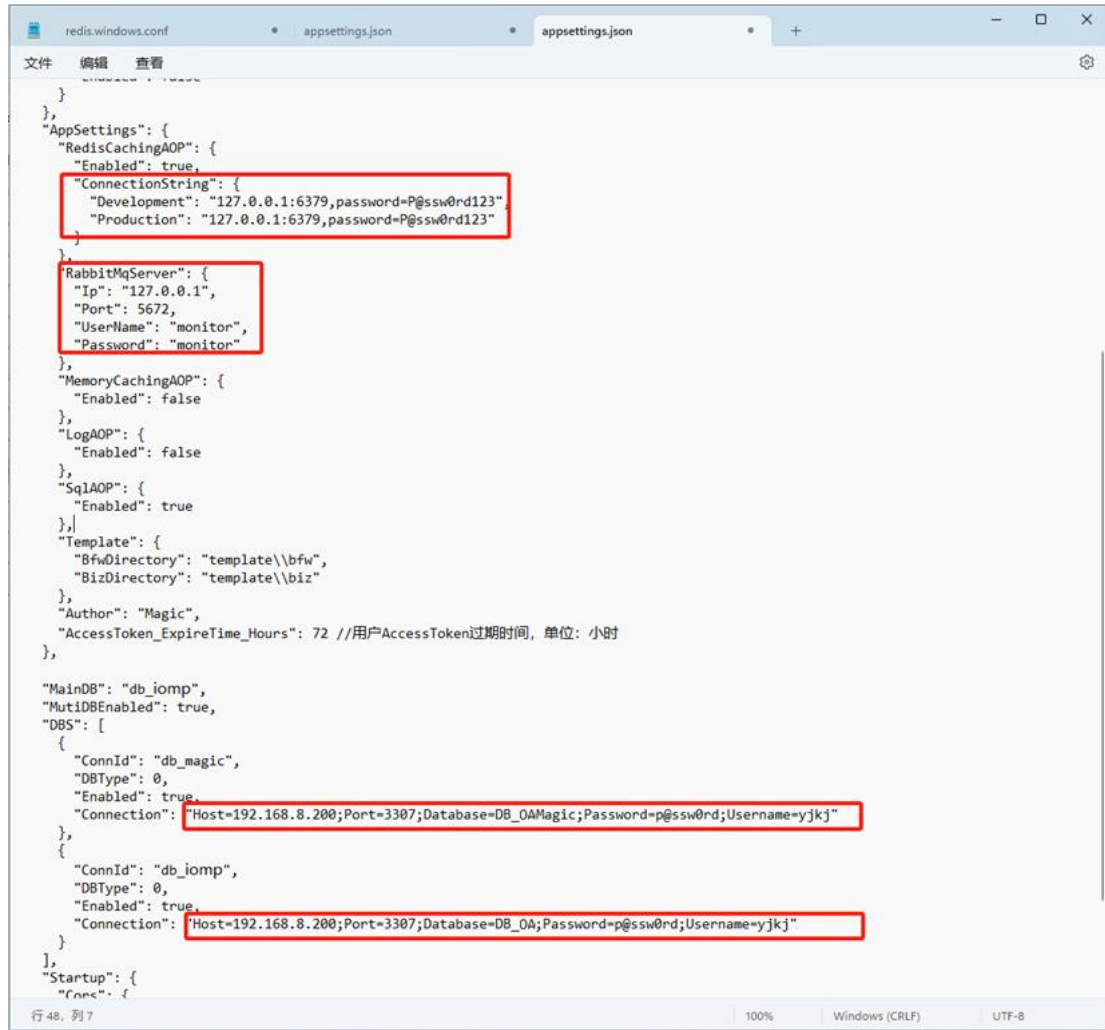 redis.windows.conf appsettings.json appsettings.json
文件 编辑 查看
}
},
"AppSettings": {
"RedisCachingAOP": {
"Enabled": true,
"ConnectionString": {
"Development": "127.0.0.1:6379,password=P@ssw0rd123",
"Production": "127.0.0.1:6379,password=P@ssw0rd123"
}
},
"RabbitMqServer": {
"Ip": "127.0.0.1",
"Port": 5672,
"UserName": "monitor",
"Password": "monitor"
},
"MemoryCachingAOP": {
"Enabled": false
},
"LogAOP": {
"Enabled": false
},
"SqlAOP": {
"Enabled": true
},
"Template": {
"BfwDirectory": "template\\bfw",
"BizDirectory": "template\\biz"
},
"Author": "Magic",
"AccessToken_ExpireTime_Hours": 72 //用户AccessToken过期时间，单位：小时
},
"MainDB": "db_iomp",
"MutiDBEnabled": true,
"DBS": [
{
"ConnId": "db_magic",
"DBType": 0,
"Enabled": true,
"Connection": "Host=192.168.8.200;Port=3307;Database=DB_OAMagic;Password=p@ssw0rd;Username=yjkj"
},
{
"ConnId": "db_iomp",
"DBType": 0,
"Enabled": true,
"Connection": "Host=192.168.8.200;Port=3307;Database=DB_OA;Password=p@ssw0rd;Username=yjkj"
}
],
"Startup": {
"Cors": {
行 48，列 7 100% Windows (CRLF) UTF-8